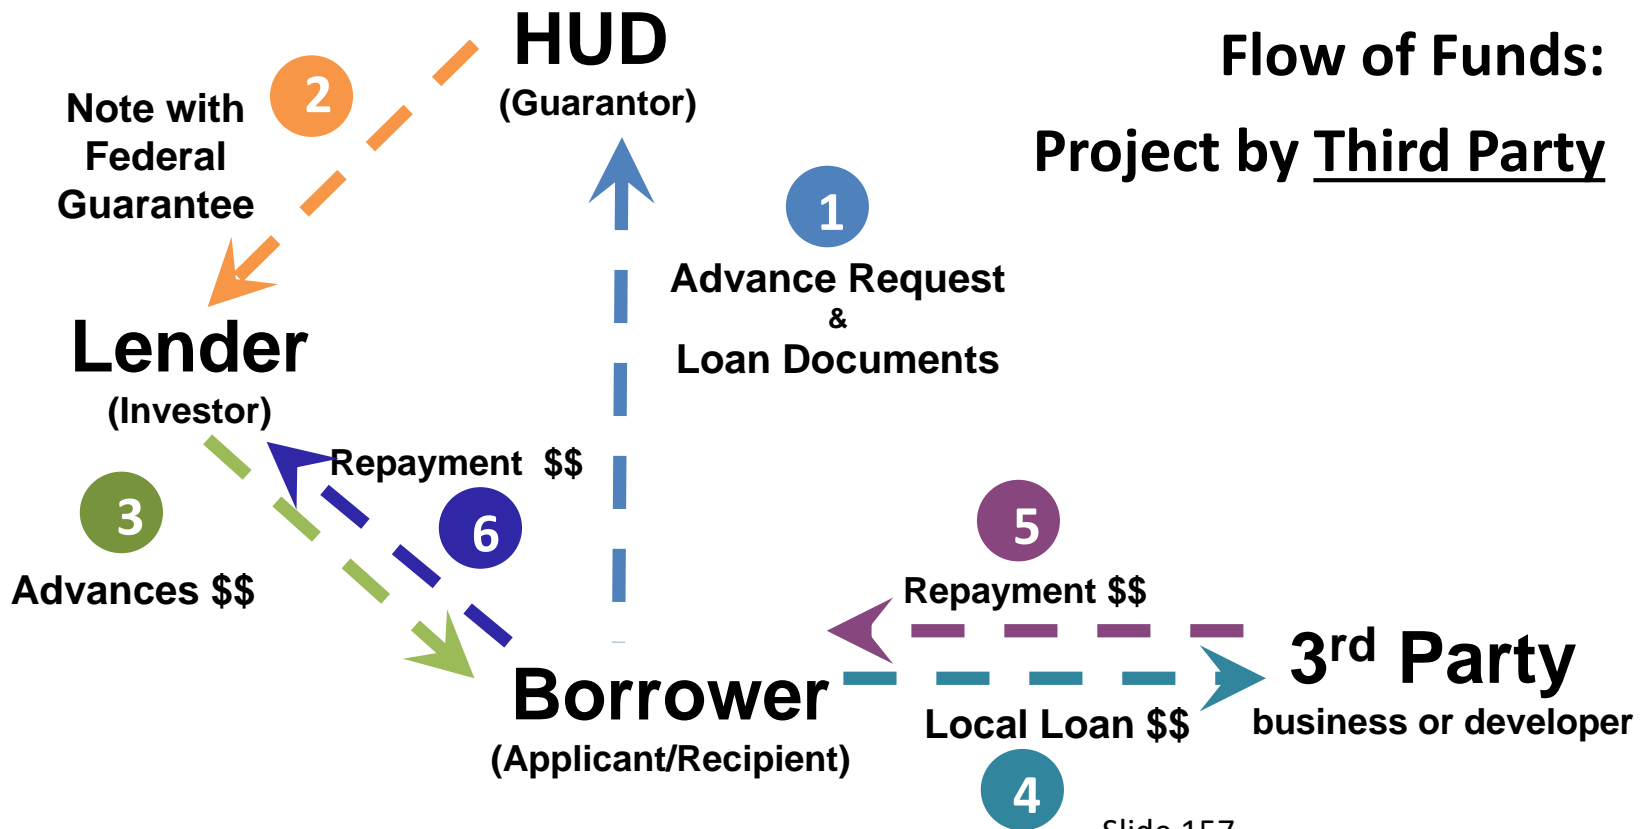 HUD
(Guarantor)
Flow of Funds:
Project by Third Party
2
Note with
Federal
Guarantee
1
Advance Request
&
Loan Documents
Lender
(Investor)
Repayment $$
6
3
Advances $$
5
Repayment $$
3rd Party
business or developer
Borrower
(Applicant/Recipient)
Local Loan $$
4
Slide 157